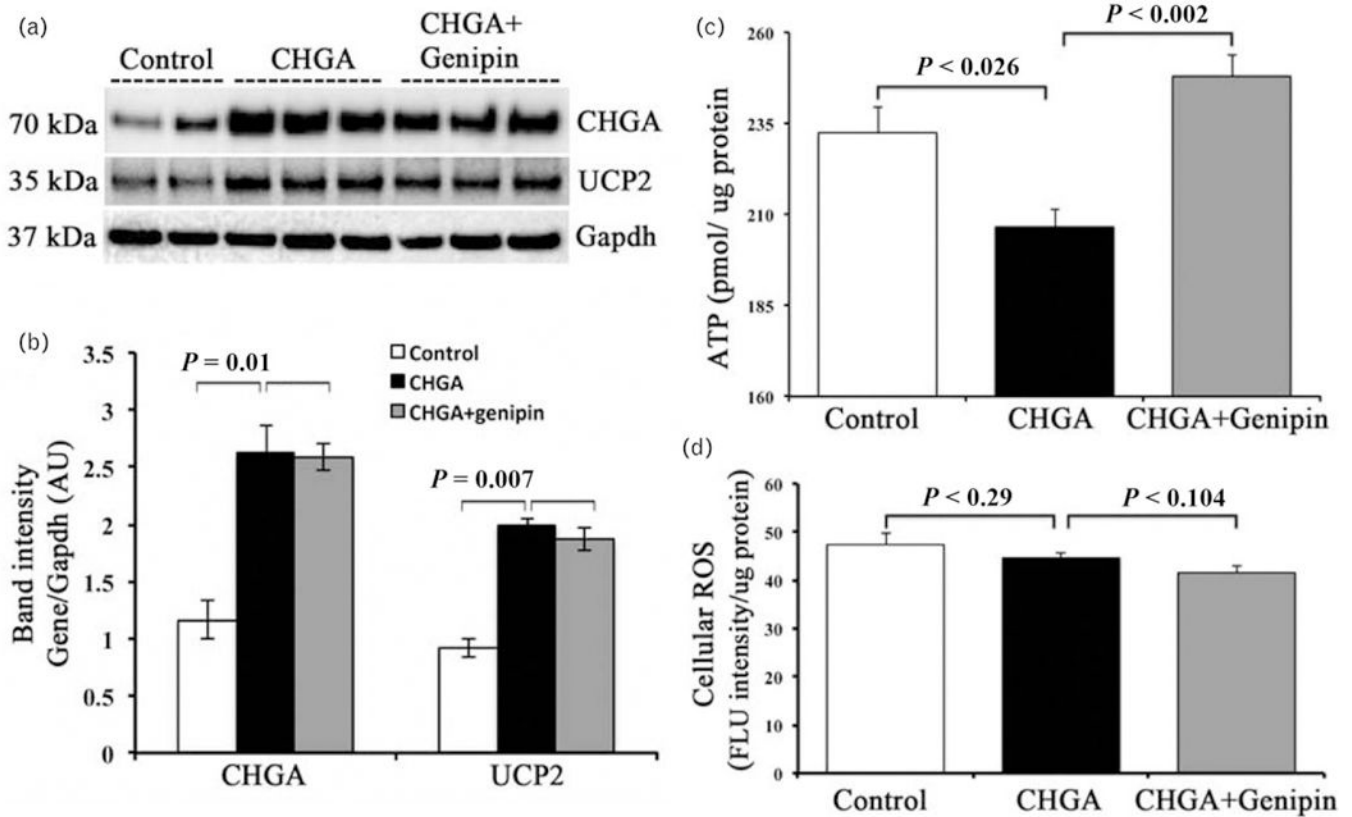 (a)
Control
CHGA
CHGA+
Genipin
70 kDa
CHGA
35 kDa
UCP2
37 kDa
Gapdh
(b)
Band intensity
Gene/Gapdh (AU)
3.5
3
2.5
2
1.5
1
0.5
0
P = 0.01
P = 0.007
Control
CHGA
CHGA+genipin
CHGA
UCP2
(c)
ATP (pmol/ ug protein
260
235
210
185
160
P < 0.026
P < 0.002
Control
CHGA
CHGA+Genipin
(d)
Cellular ROS
(FLU intensity/ug protein)
60
50
40
30
20
10
0
P < 0.29
P < 0.104
Control
CHGA
CHGA+Genipin